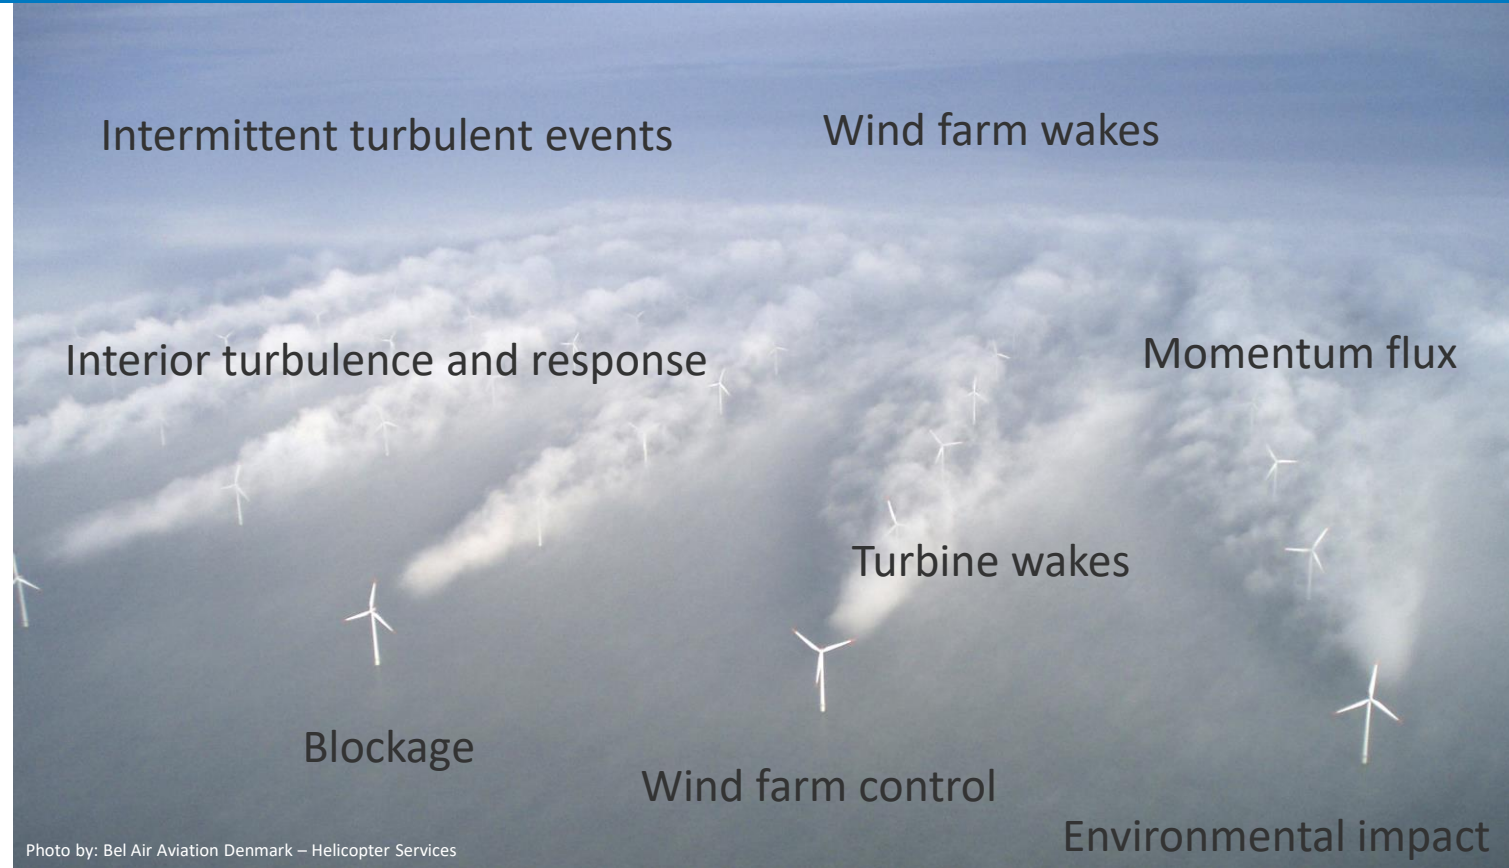 Intermittent turbulent events
Wind farm wakes
Interior turbulence and response
Momentum flux
Turbine wakes
Blockage
Wind farm control
Environmental impact
Photo by: Bel Air Aviation Denmark – Helicopter Services